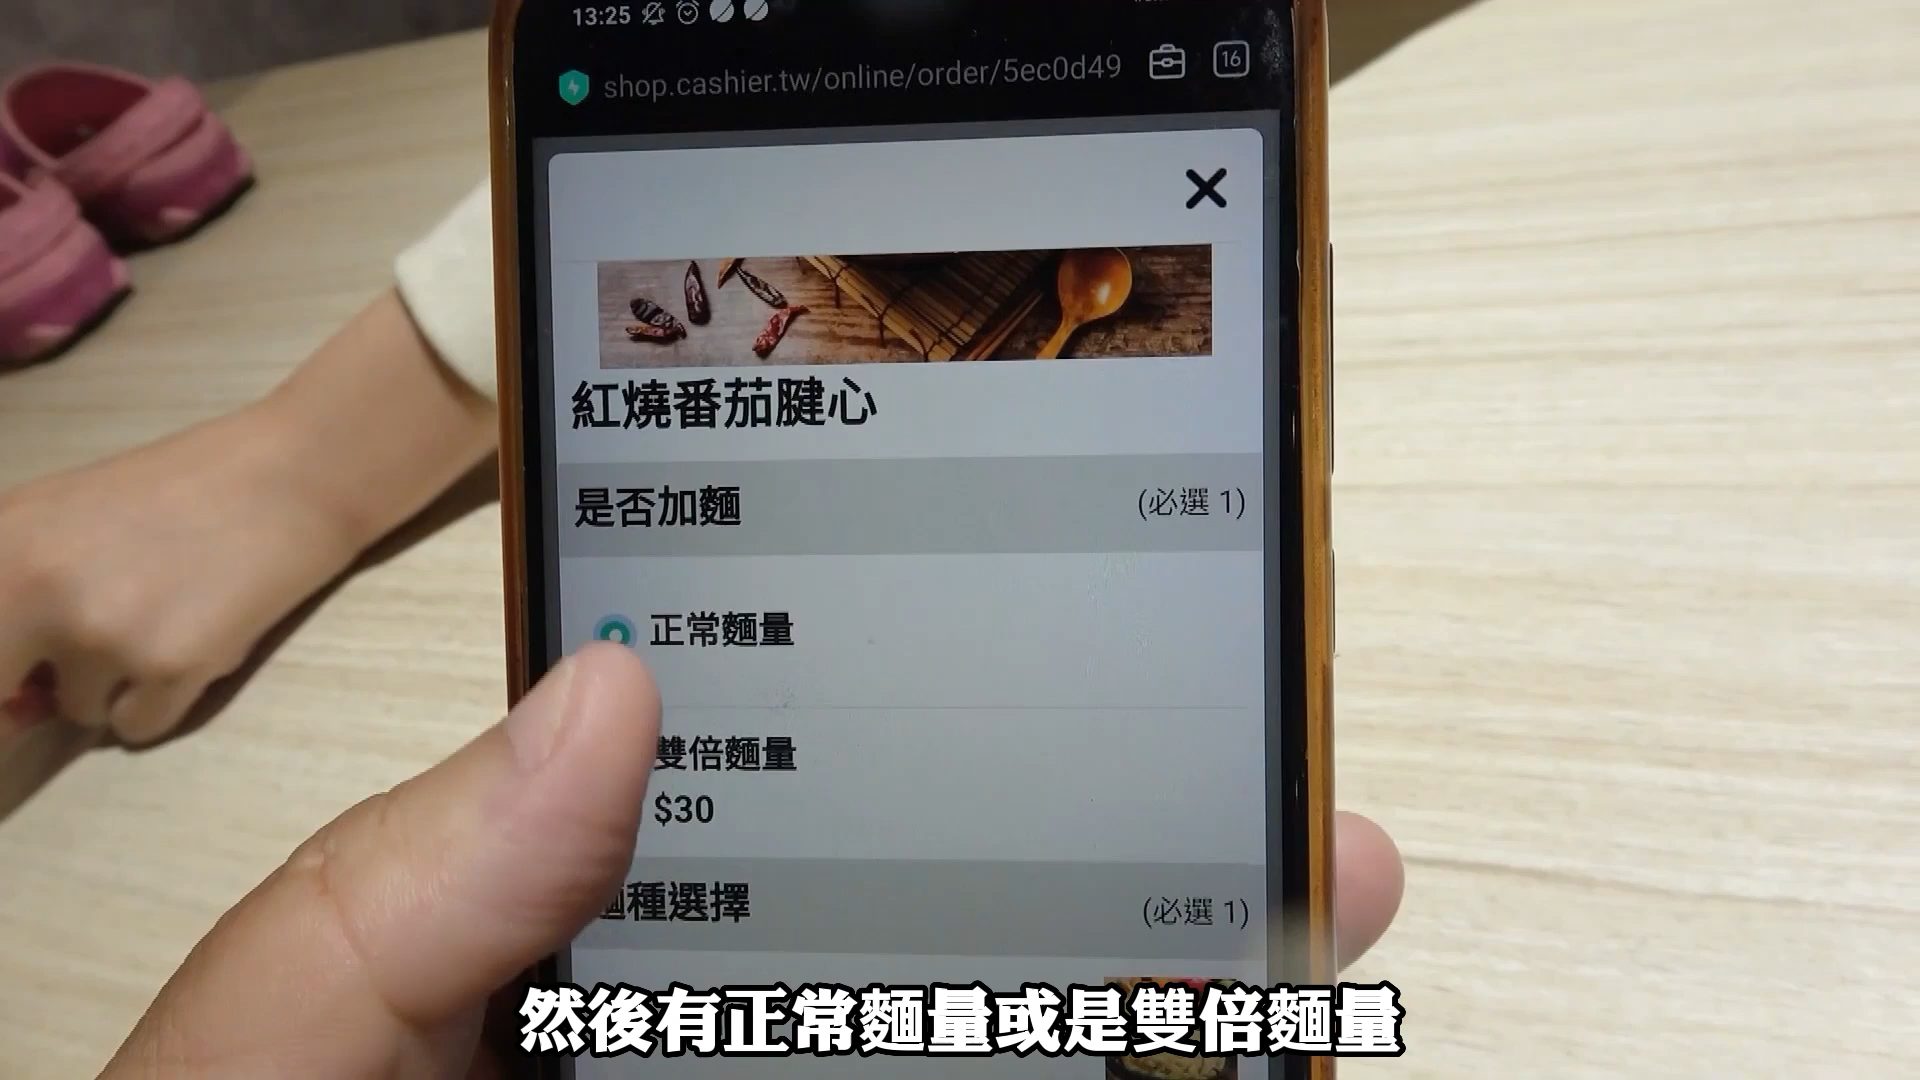 13:25
shop.cashier.tw/online/order/5ec0d49
16
紅燒番茄腱心
是否加麵 (必選 1)
正常麵量
雙倍麵量
$30
麵種選擇 (必選 1)
然後有正常麵量或是雙倍麵量